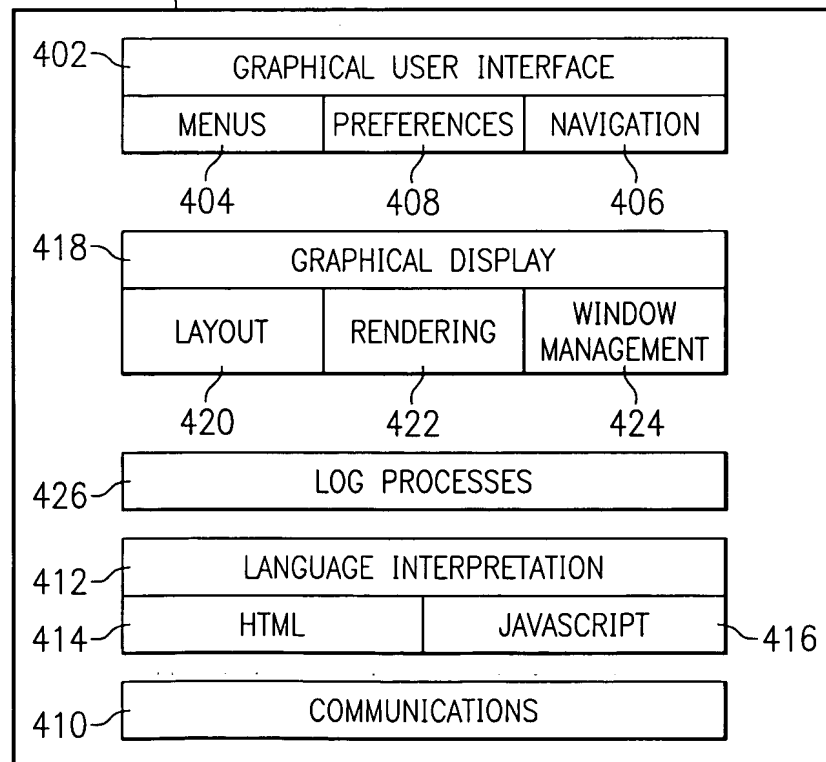 402
GRAPHICAL USER INTERFACE
MENUS PREFERENCES NAVIGATION
404 408 406
418
GRAPHICAL DISPLAY
LAYOUT RENDERING WINDOW
MANAGEMENT
420 422 424
426 LOG PROCESSES
412 LANGUAGE INTERPRETATION
414 HTML JAVASCRIPT 416
410 COMMUNICATIONS